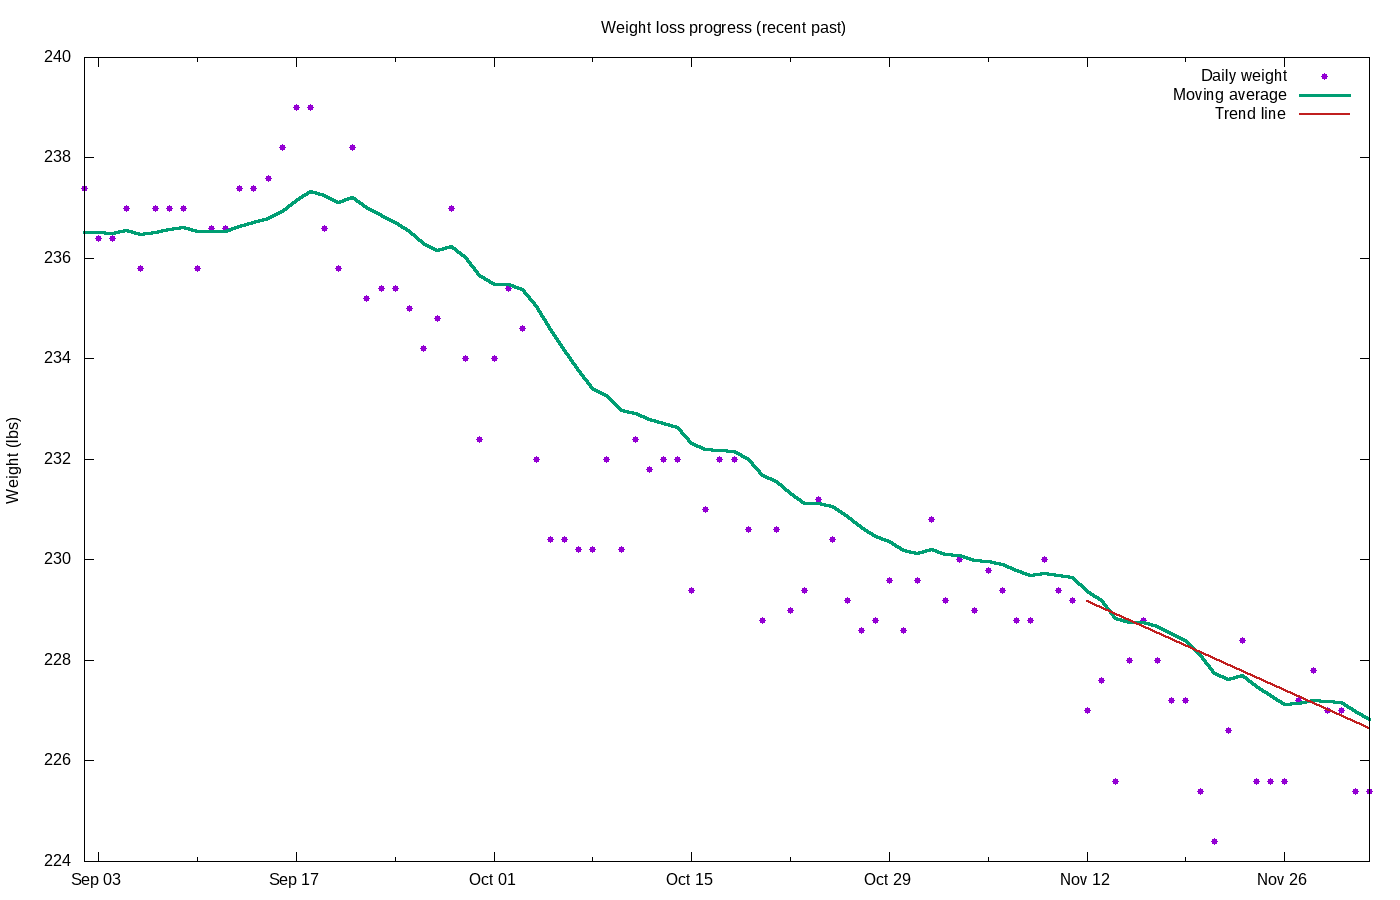 Weight loss progress (recent past)
Daily weight
Moving average
Trend line
Weight (lbs)
240
238
236
234
232
230
228
226
224
Sep 03 Sep 17 Oct 01 Oct 15 Oct 29 Nov 12 Nov 26